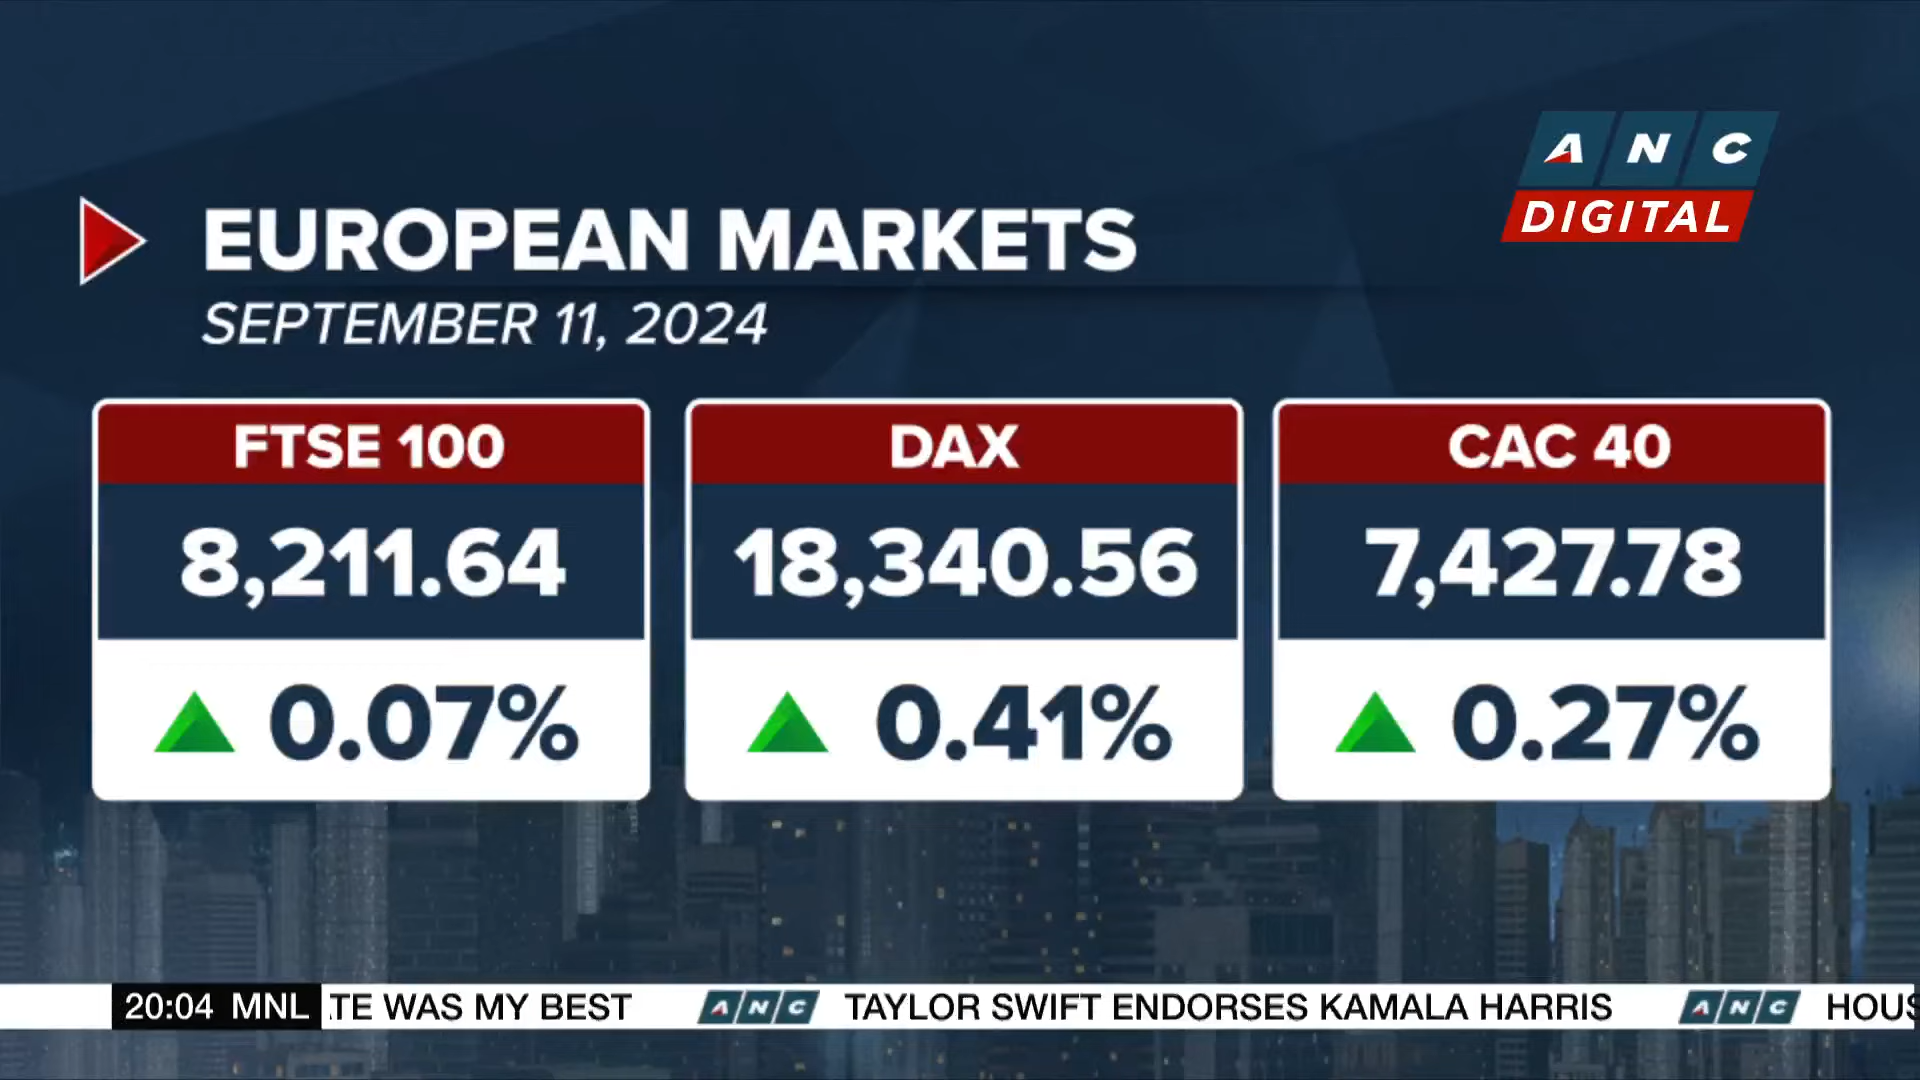 ANC
DIGITAL
EUROPEAN MARKETS
SEPTEMBER 11, 2024
FTSE 100
8,211.64
0.07%
DAX
18,340.56
0.41%
CAC 40
7,427.78
0.27%
20:04 MNL TE WAS MY BEST ANC TAYLOR SWIFT ENDORSES KAMALA HARRIS ANC HOUS